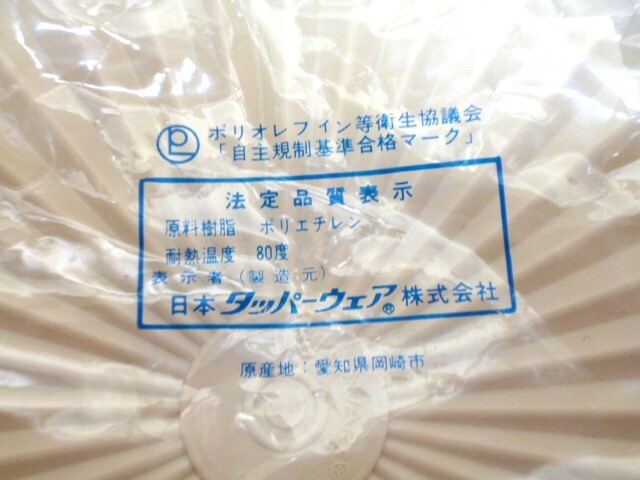 PL ポリオレフィン等衛生協議会
「自主規制基準合格マーク」
法定品質表示
原料樹脂 ポリエチレン
耐熱温度 80度
表示者(製造元)
日本タッパーウェア®株式会社
原産地:愛知県岡崎市